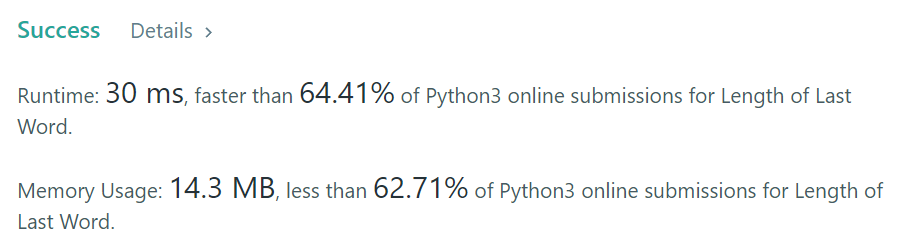 Success Details >
Runtime: 30 ms, faster than 64.41% of Python3 online submissions for Length of Last
Word.
Memory Usage: 14.3 MB, less than 62.71% of Python3 online submissions for Length of
Last Word.